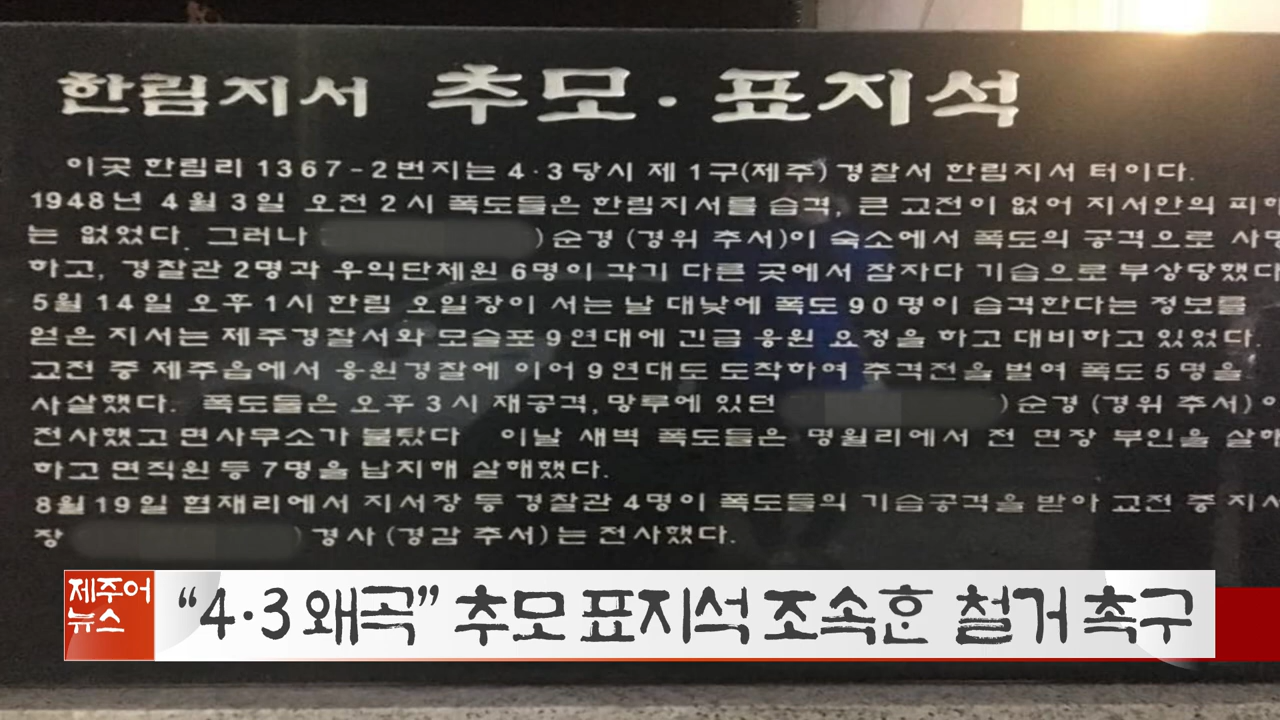 한림지서 추모·표지석
이곳 한림리 1367-2번지는 4·3당시 제1구(제주) 경찰서 한림지서 터이다.
1948년 4월 3일 오전 2시 폭도들은 한림지서를 습격, 큰 교전이 없어 지서안의 피해
는 없었다. 그러나 ) 순경 (경위 추서)이 숙소에서 폭도의 공격으로 사망
하고, 경찰관 2명과 우익단체원 6명이 각기 다른 곳에서 잠자다 기습으로 부상당했다
5월 14일 오후 1시 한림 오일장이 서는 날 대낮에 폭도 90명이 습격한다는 정보를
얻은 지서는 제주경찰서와 모슬포 9연대에 긴급 응원 요청을 하고 대비하고 있었다.
교전 중 제주읍에서 응원경찰에 이어 9연대도 도착하여 추격전을 벌여 폭도 5명을
사살했다. 폭도들은 오후 3시 재공격, 망루에 있던 ) 순경 (경위 추서) 이
전사했고 면사무소가 불탔다 이날 새벽 폭도들은 명월리에서 전 면장 부인을 살해
하고 면직원 등 7명을 납치해 살해했다.
8월 19일 협재리에서 지서장 등 경찰관 4명이 폭도들의 기습공격을 받아 교전 중 지서
장 ) 경사 (경감 추서)는 전사했다.
제주어
뉴스
“4·3 왜곡” 추모 표지석 조속훈 철거 촉구